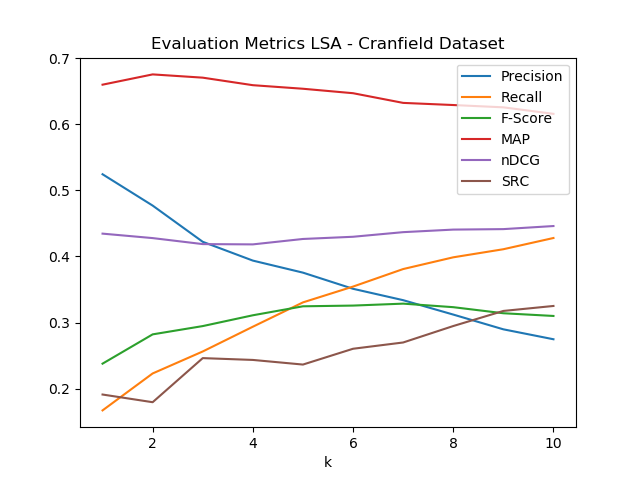 Evaluation Metrics LSA - Cranfield Dataset
0.7
0.6
0.5
0.4
0.3
0.2
Precision
Recall
F-Score
MAP
nDCG
SRC
2 4 6 8 10
k